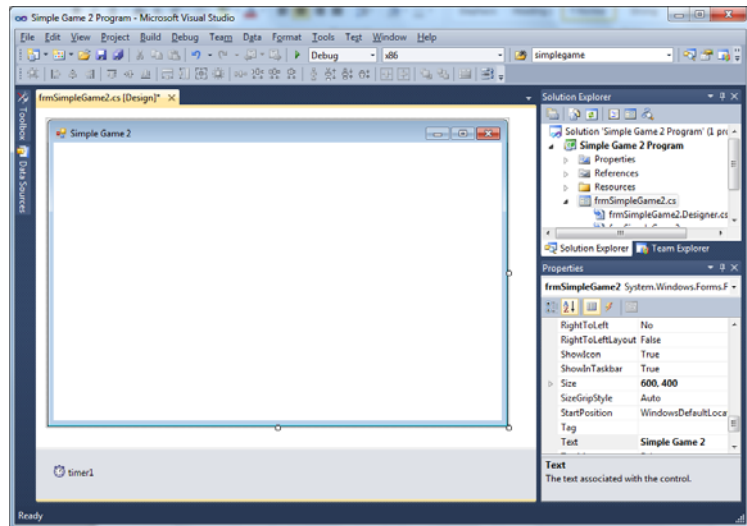 Simple Game 2 Program - Microsoft Visual Studio
File Edit View Project Build Debug Team Data Format Tools Test Window Help
Debug x86 simplegame
frmSimpleGame2.cs [Design]* X
Toolbox
Data Sources
Simple Game 2
timer1
Solution Explorer
Solution 'Simple Game 2 Program' (1 pr
Simple Game 2 Program
Properties
References
Resources
frmSimpleGame2.cs
frmSimpleGame2.Designer.cs
Solution Explorer Team Explorer
Properties
frmSimpleGame2 System.Windows.Forms.F
RightToLeft No
RightToLeftLayout False
ShowIcon True
ShowInTaskbar True
Size 600, 400
SizeGripStyle Auto
StartPosition WindowsDefaultLoca
Tag
Text Simple Game 2
Text
The text associated with the control.
Ready